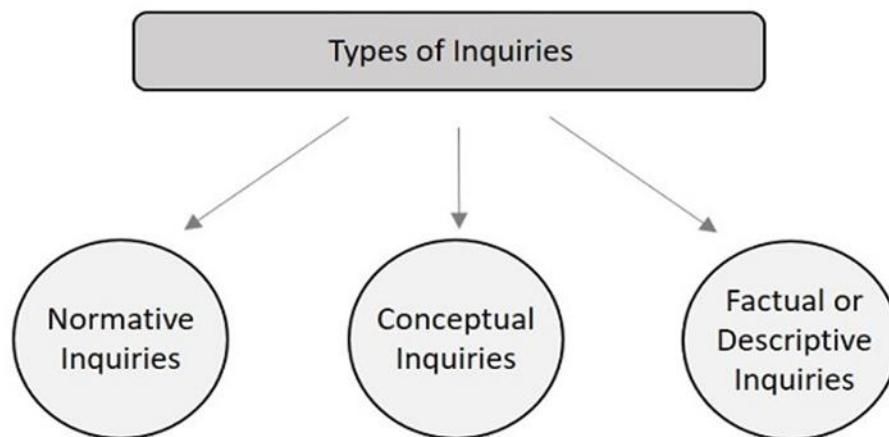 Types of Inquiries
Normative
Inquiries
Conceptual
Inquiries
Factual or
Descriptive
Inquiries